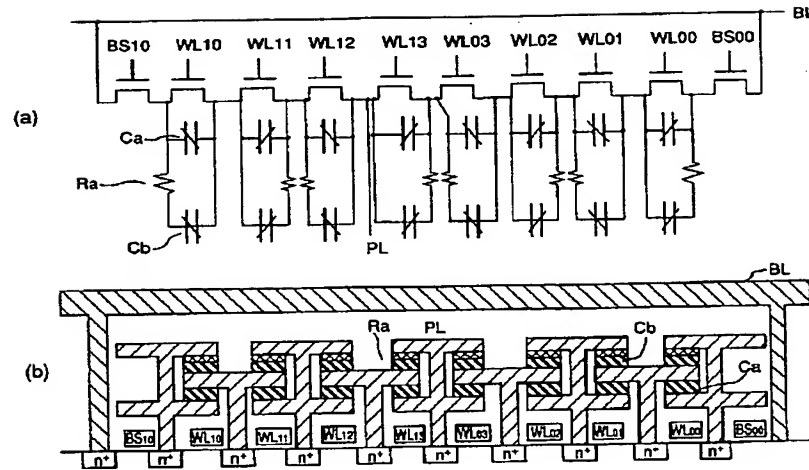 BL
BS10 WL10 WL11 WL12 WL13 WL03 WL02 WL01 WL00 BS00
(a)
Ca
Ra
Cb
PL
BL
Ra PL Cb
(b)
Ca
BS10 WL10 WL11 WL12 WL13 WL03 WL02 WL01 WL00 BS00
n+ n+ n+ n+ n+ n+ n+ n+ n+ n+